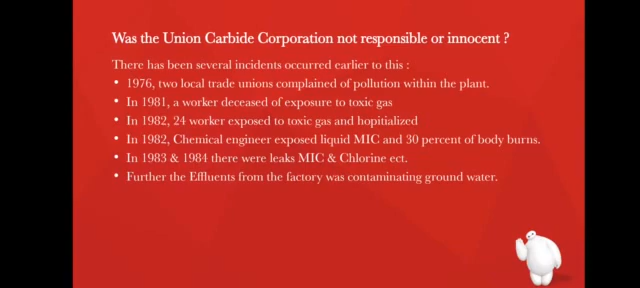 Was the Union Carbide Corporation not responsible or innocent ?
There has been several incidents occurred earlier to this :
• 1976, two local trade unions complained of pollution within the plant.
• In 1981, a worker deceased of exposure to toxic gas
• In 1982, 24 worker exposed to toxic gas and hopitialized
• In 1982, Chemical engineer exposed liquid MIC and 30 percent of body burns.
• In 1983 & 1984 there were leaks MIC & Chlorine ect.
• Further the Effluents from the factory was contaminating ground water.